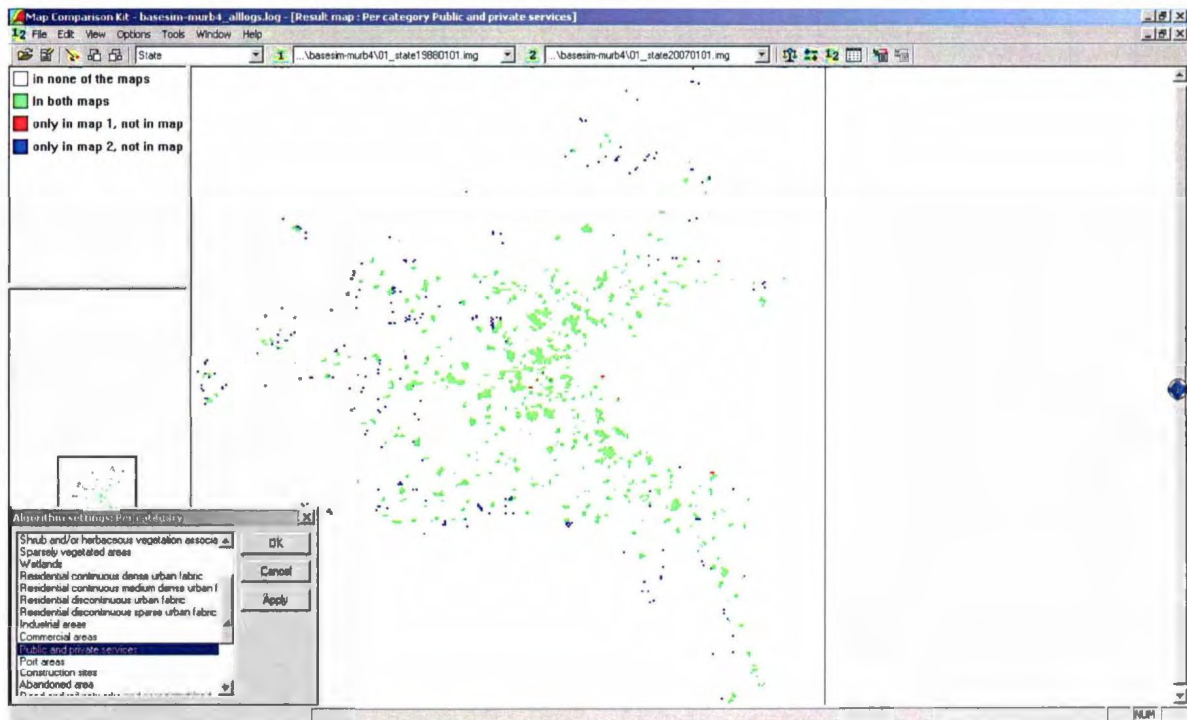 Map Comparison Kit - basesim-murb4_alllogs.log - [Result map : Per category Public and private services]
File Edit View Options Tools Window Help
State 1 ...\basesim-murb4\01_state19880101.img 2 ...\basesim-murb4\01_state20070101.img
in none of the maps
In both maps
only in map 1, not in map
only in map 2, not in map
Algorithm settings: Per category
Shrub and/or herbaceous vegetation associa
Sparsely vegetated areas
Wetlands
Residential continuous dense urban fabric
Residential continuous medium dense urban f
Residential discontinuous urban fabric
Residential discontinuous sparse urban fabric
Industrial areas
Commercial areas
Public and private services
Port areas
Construction sites
Abandoned area
OK
Cancel
Apply
NUM